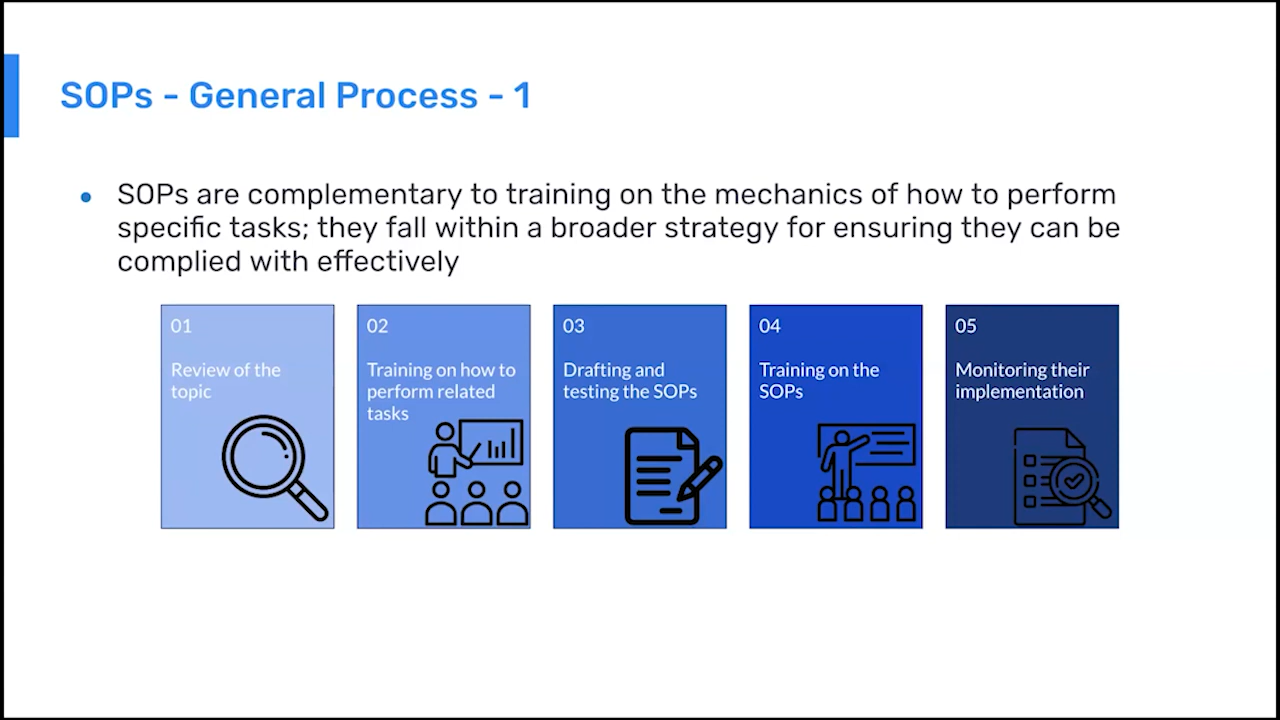 SOPs - General Process - 1
• SOPs are complementary to training on the mechanics of how to perform
specific tasks; they fall within a broader strategy for ensuring they can be
complied with effectively
01
Review of the
topic
02
Training on how to
perform related
tasks
03
Drafting and
testing the SOPs
04
Training on the
SOPs
05
Monitoring their
implementation